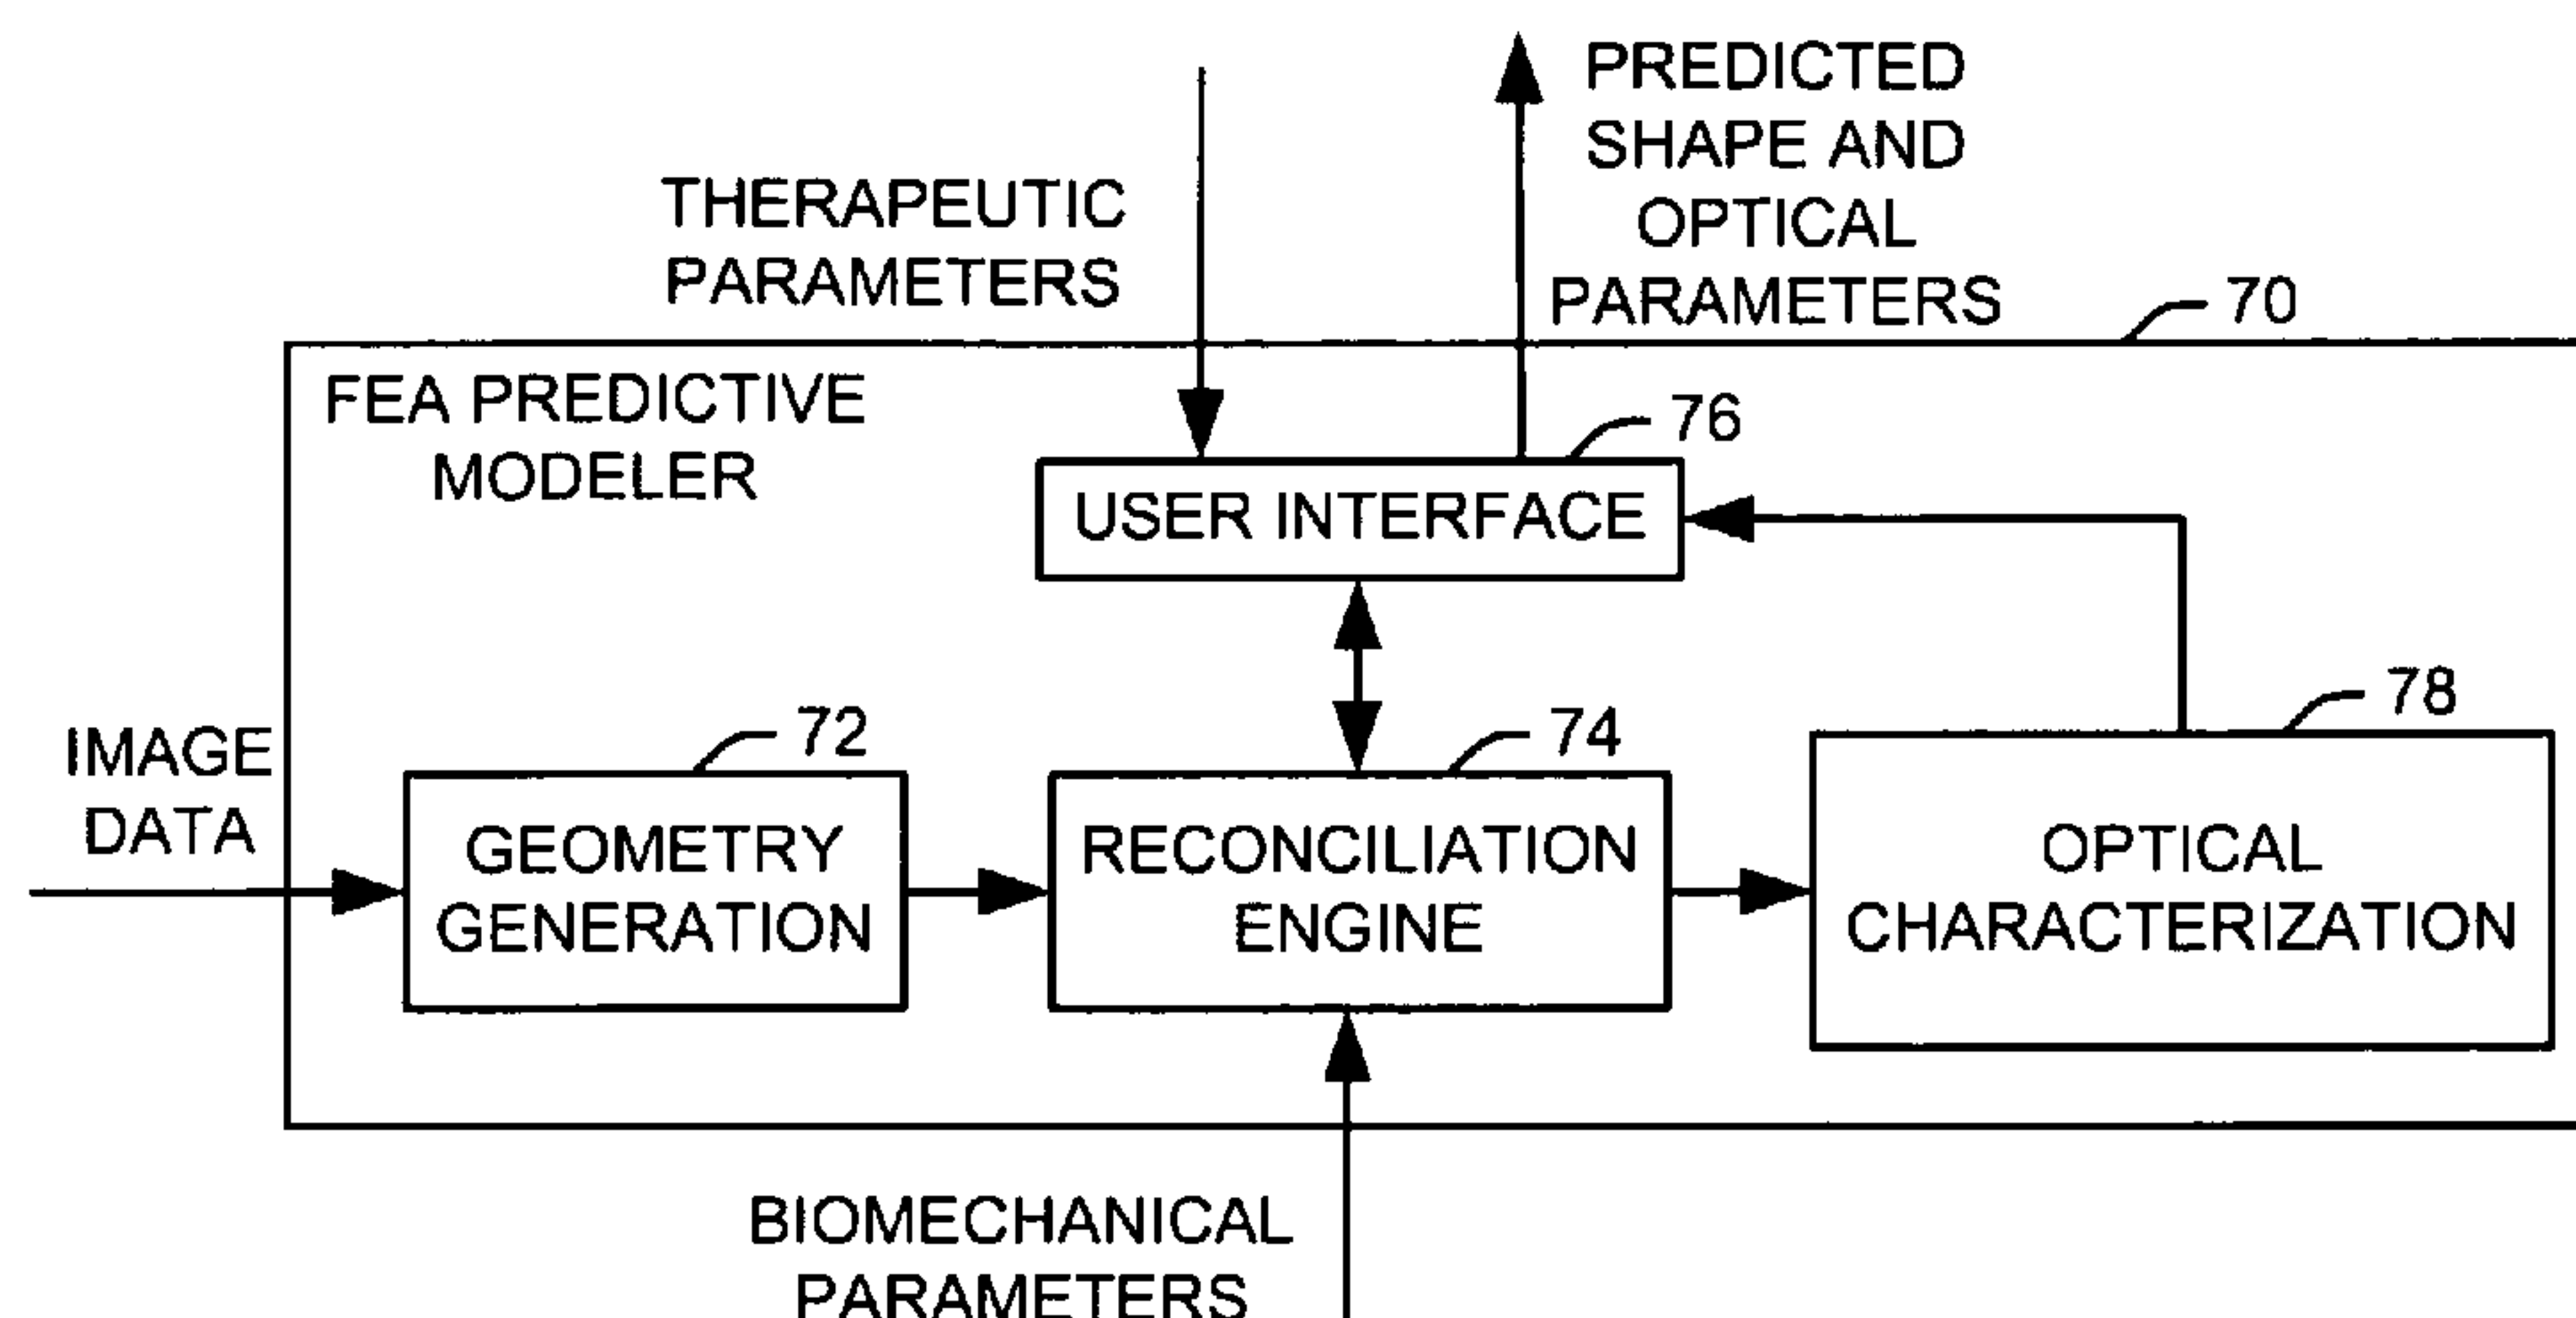 THERAPEUTIC
PARAMETERS
PREDICTED
SHAPE AND
OPTICAL
PARAMETERS
70
FEA PREDICTIVE
MODELER
76
USER INTERFACE
IMAGE
DATA
72
GEOMETRY
GENERATION
74
RECONCILIATION
ENGINE
78
OPTICAL
CHARACTERIZATION
BIOMECHANICAL
PARAMETERS